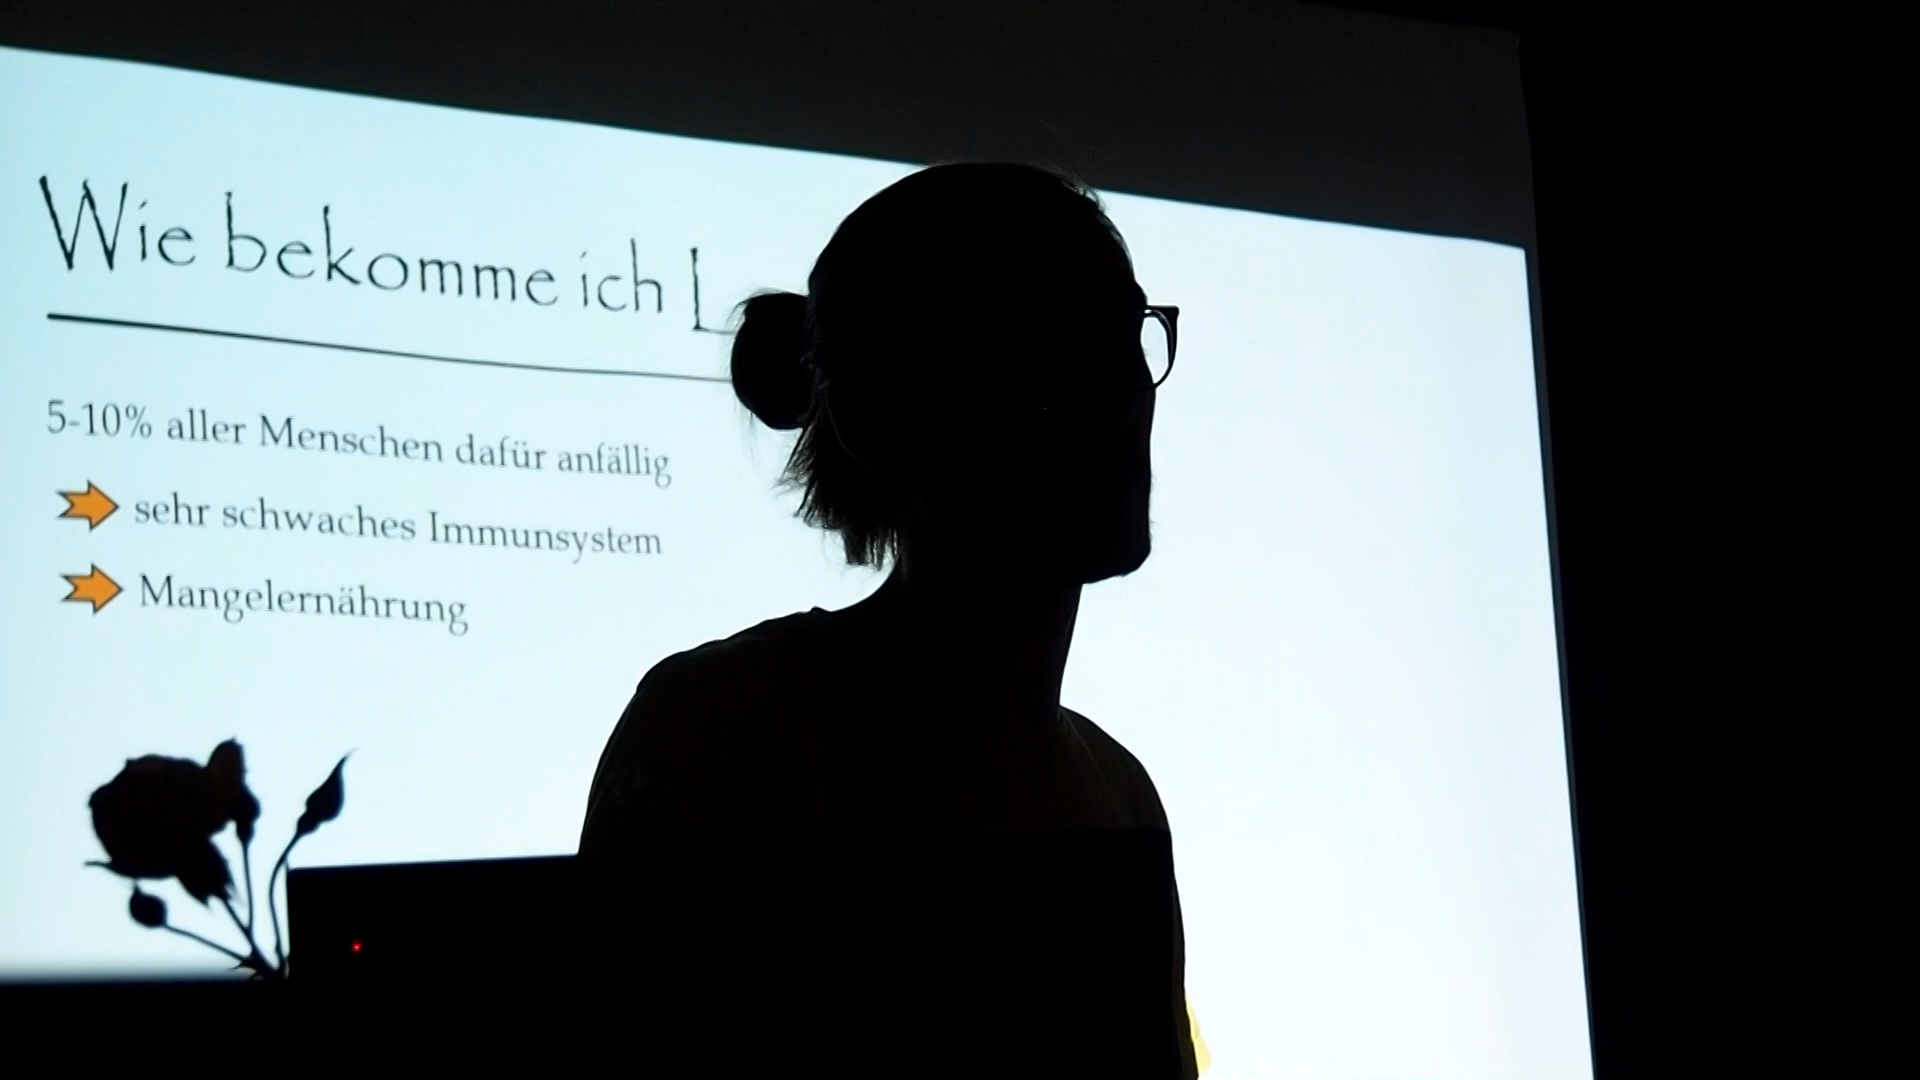 Wie bekomme ich L
5-10% aller Menschen dafür anfällig
sehr schwaches Immunsystem
Mangelernährung